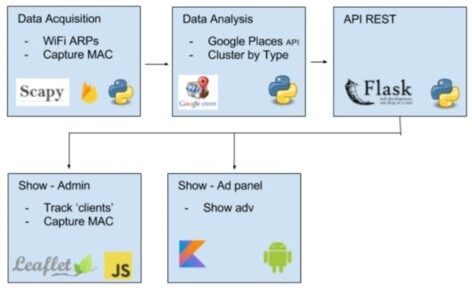 Data Acquisition
- WiFi ARPs
- Capture MAC
Scapy
Data Analysis
- Google Places API
- Cluster by Type
Google places
API REST
Flask
web development,
one drop at a time
Show - Admin
- Track ‘clients’
- Capture MAC
Leaflet
JS
Show - Ad panel
- Show adv